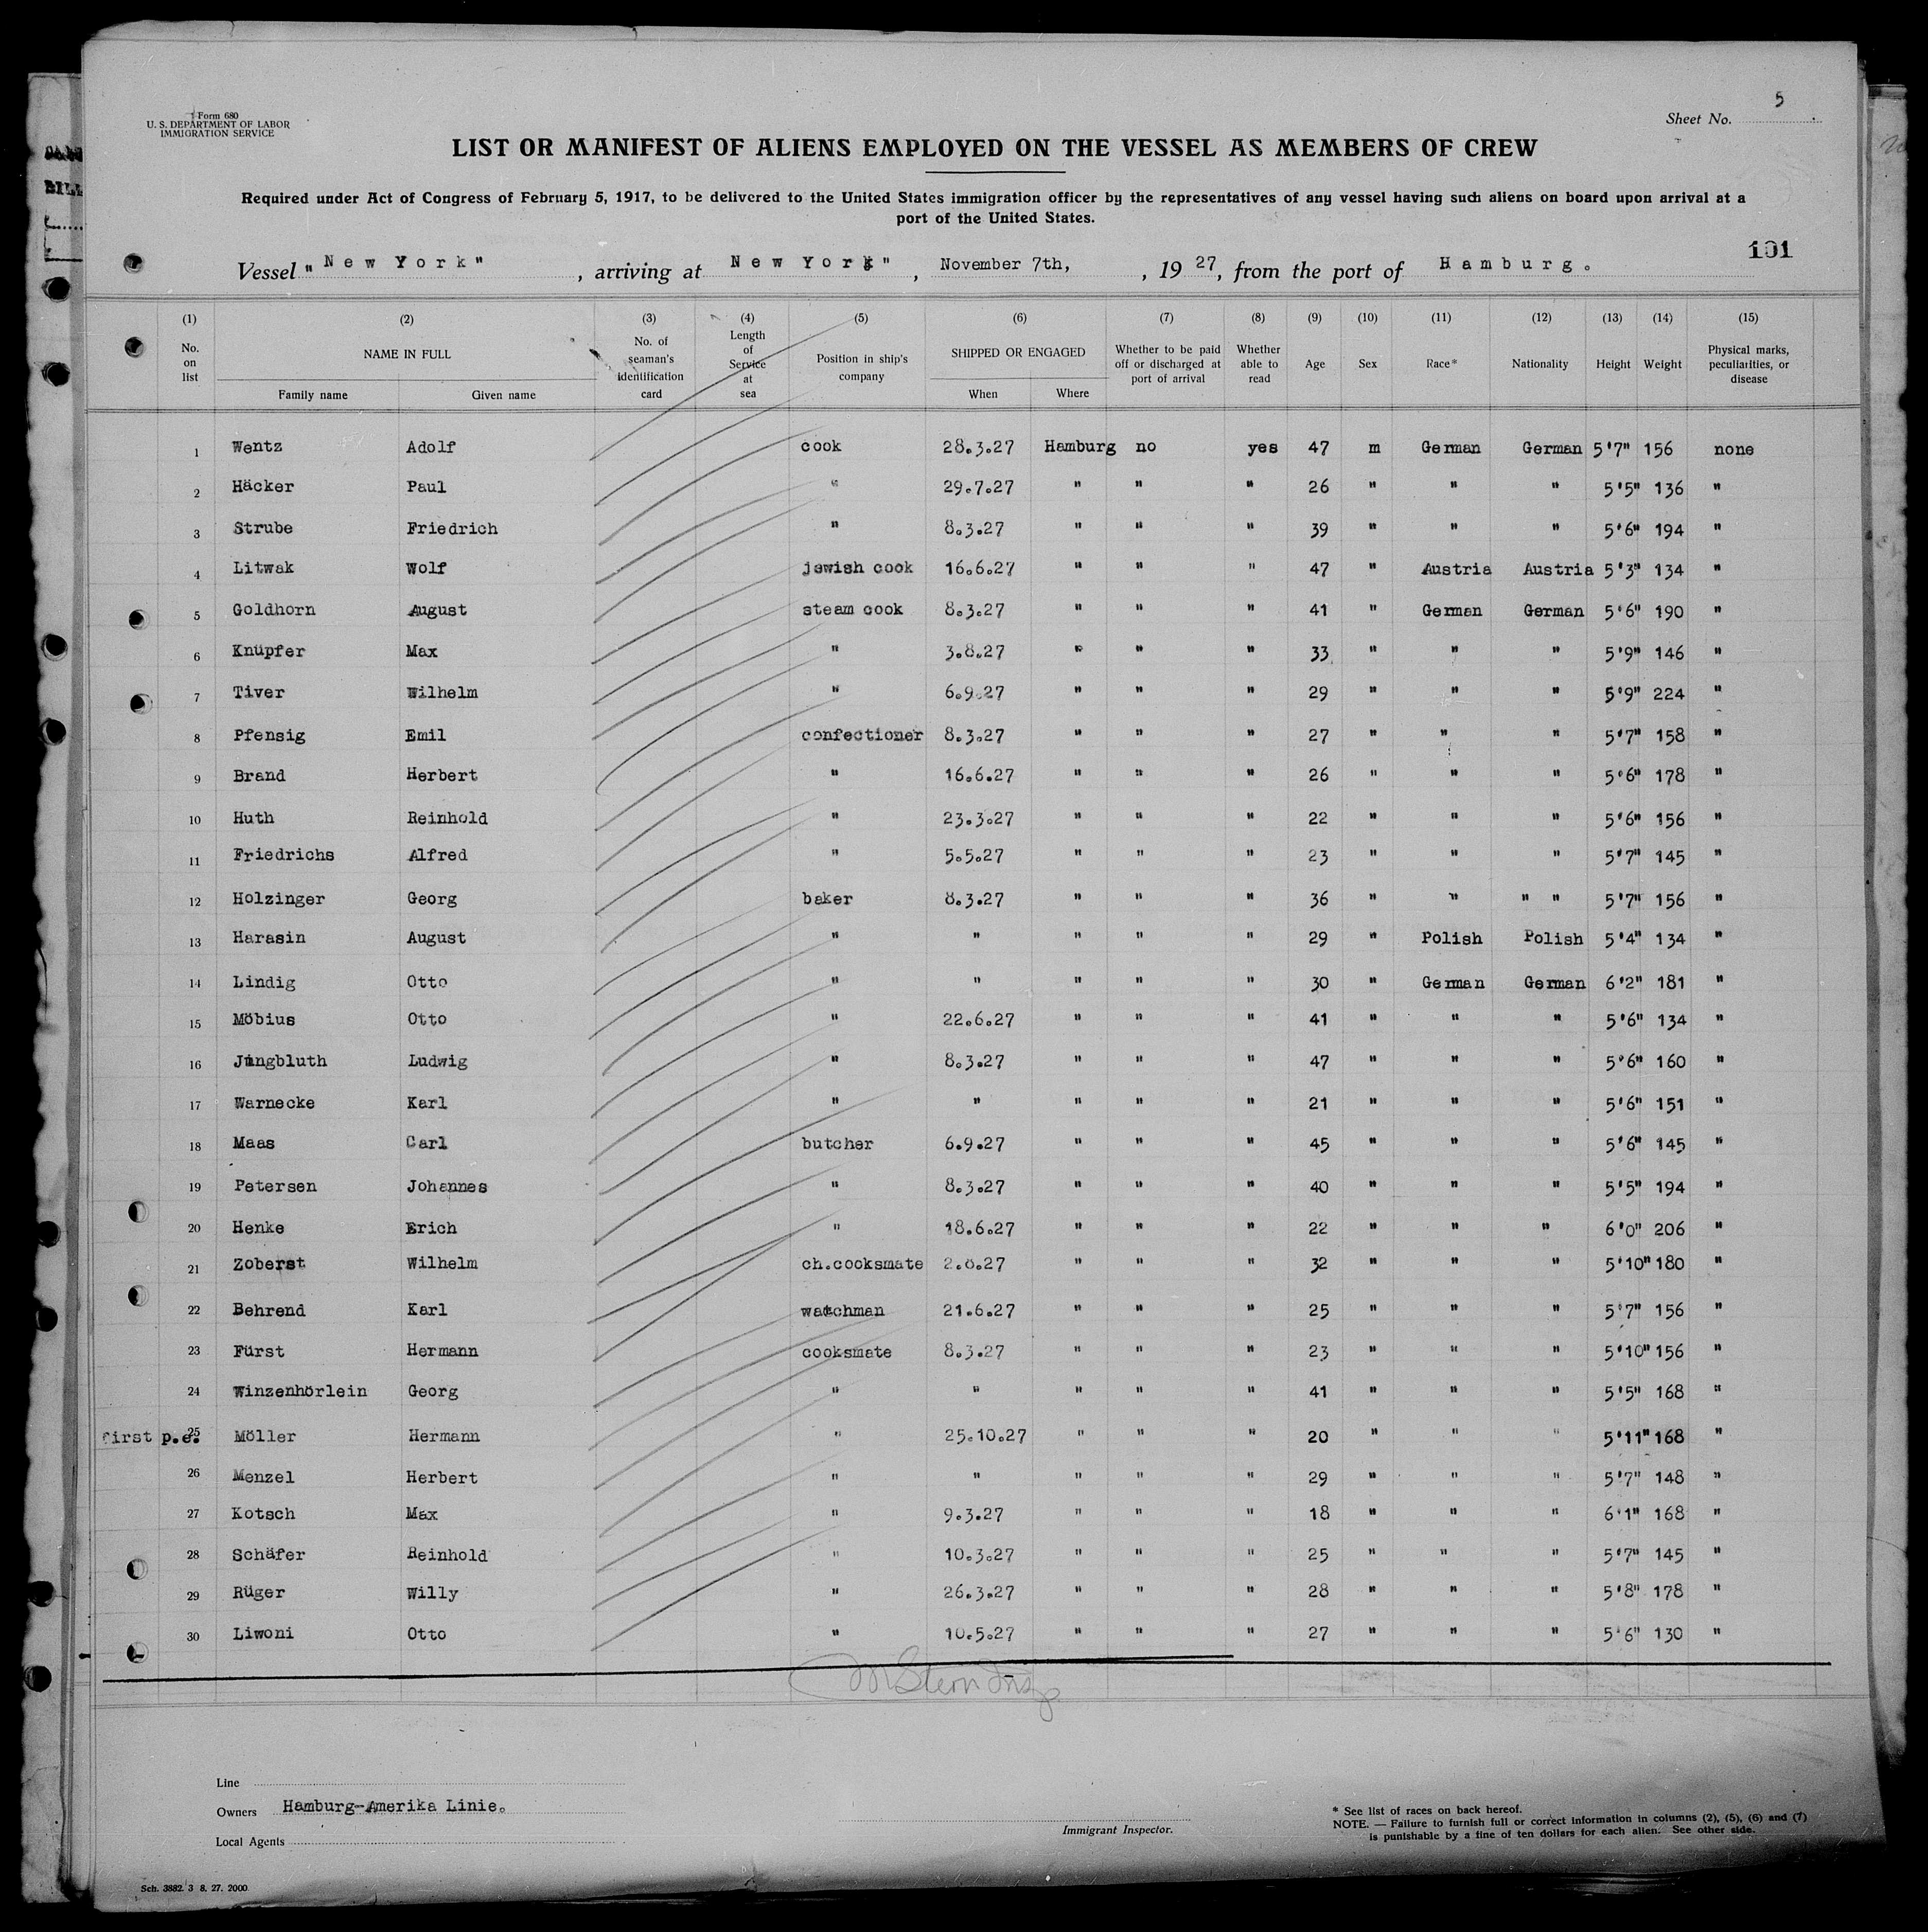 Form 680
U. S. DEPARTMENT OF LABOR
IMMIGRATION SERVICE
Sheet No. 5
LIST OR MANIFEST OF ALIENS EMPLOYED ON THE VESSEL AS MEMBERS OF CREW
Required under Act of Congress of February 5, 1917, to be delivered to the United States immigration officer by the representatives of any vessel having such aliens on board upon arrival at a
port of the United States.
101
Vessel "New York", arriving at New York", November 7th, , 1927, from the port of Hamburg.
(1) (2) (3) (4) (5) (6) (7) (8) (9) (10) (11) (12) (13) (14) (15)
No. on list NAME IN FULL Family name Given name No. of seaman's identification card Length of Service at sea Position in ship's company SHIPPED OR ENGAGED When Where Whether to be paid off or discharged at port of arrival Whether able to read Age Sex Race* Nationality Height Weight Physical marks, peculiarities, or disease
1 Wentz Adolf cook 28.3.27 Hamburg no yes 47 m German German 5'7" 156 none
2 Häcker Paul " 29.7.27 " " " 26 " " " 5'5" 136 "
3 Strube Friedrich " 8.3.27 " " " 39 " " " 5'6" 194 "
4 Litwak Wolf jewish cook 16.6.27 " " " 47 " Austria Austria 5'3" 134 "
5 Goldhorn August steam cook 8.3.27 " " " 41 " German German 5'6" 190 "
6 Knüpfer Max " 3.8.27 " " " 33 " " " 5'9" 146 "
7 Tiver Wilhelm " 6.9.27 " " " 29 " " " 5'9" 224 "
8 Pfensig Emil confectioner 8.3.27 " " " 27 " " " 5'7" 158 "
9 Brand Herbert " 16.6.27 " " " 26 " " " 5'6" 178 "
10 Huth Reinhold " 23.3.27 " " " 22 " " " 5'6" 156 "
11 Friedrichs Alfred " 5.5.27 " " " 23 " " " 5'7" 145 "
12 Holzinger Georg baker 8.3.27 " " " 36 " " " " 5'7" 156 "
13 Harasin August " " " " " 29 " Polish Polish 5'4" 134 "
14 Lindig Otto " " " " " 30 " German German 6'2" 181 "
15 Möbius Otto " 22.6.27 " " " 41 " " " 5'6" 134 "
16 Jungbluth Ludwig " 8.3.27 " " " 47 " " " 5'6" 160 "
17 Warnecke Karl " " " " " 21 " " " 5'6" 151 "
18 Maas Carl butcher 6.9.27 " " " 45 " " " 5'6" 145 "
19 Petersen Johannes " 8.3.27 " " " 40 " " " 5'5" 194 "
20 Henke Erich " 18.6.27 " " " 22 " " " 6'0" 206 "
21 Zoberst Wilhelm ch.cooksmate 2.8.27 " " " 32 " " " 5'10" 180 "
22 Behrend Karl watchman 21.6.27 " " " 25 " " " 5'7" 156 "
23 Fürst Hermann cooksmate 8.3.27 " " " 23 " " " 5'10" 156 "
24 Winzenhörlein Georg " " " " " 41 " " " 5'5" 168 "
first p.e. 25 Möller Hermann " 25.10.27 " " " 20 " " " 5'11" 168 "
26 Menzel Herbert " " " " " 29 " " " 5'7" 148 "
27 Kotsch Max " 9.3.27 " " " 18 " " " 6'1" 168 "
28 Schäfer Reinhold " 10.3.27 " " " 25 " " " 5'7" 145 "
29 Rüger Willy " 26.3.27 " " " 28 " " " 5'8" 178 "
30 Liwoni Otto " 10.5.27 " " " 27 " " " 5'6" 130 "
Line
Owners Hamburg-Amerika Linie.
Local Agents
Immigrant Inspector.
* See list of races on back hereof.
NOTE. — Failure to furnish full or correct information in columns (2), (5), (6) and (7)
is punishable by a fine of ten dollars for each alien. See other side.
Sch. 3882. 3 8. 27. 2000